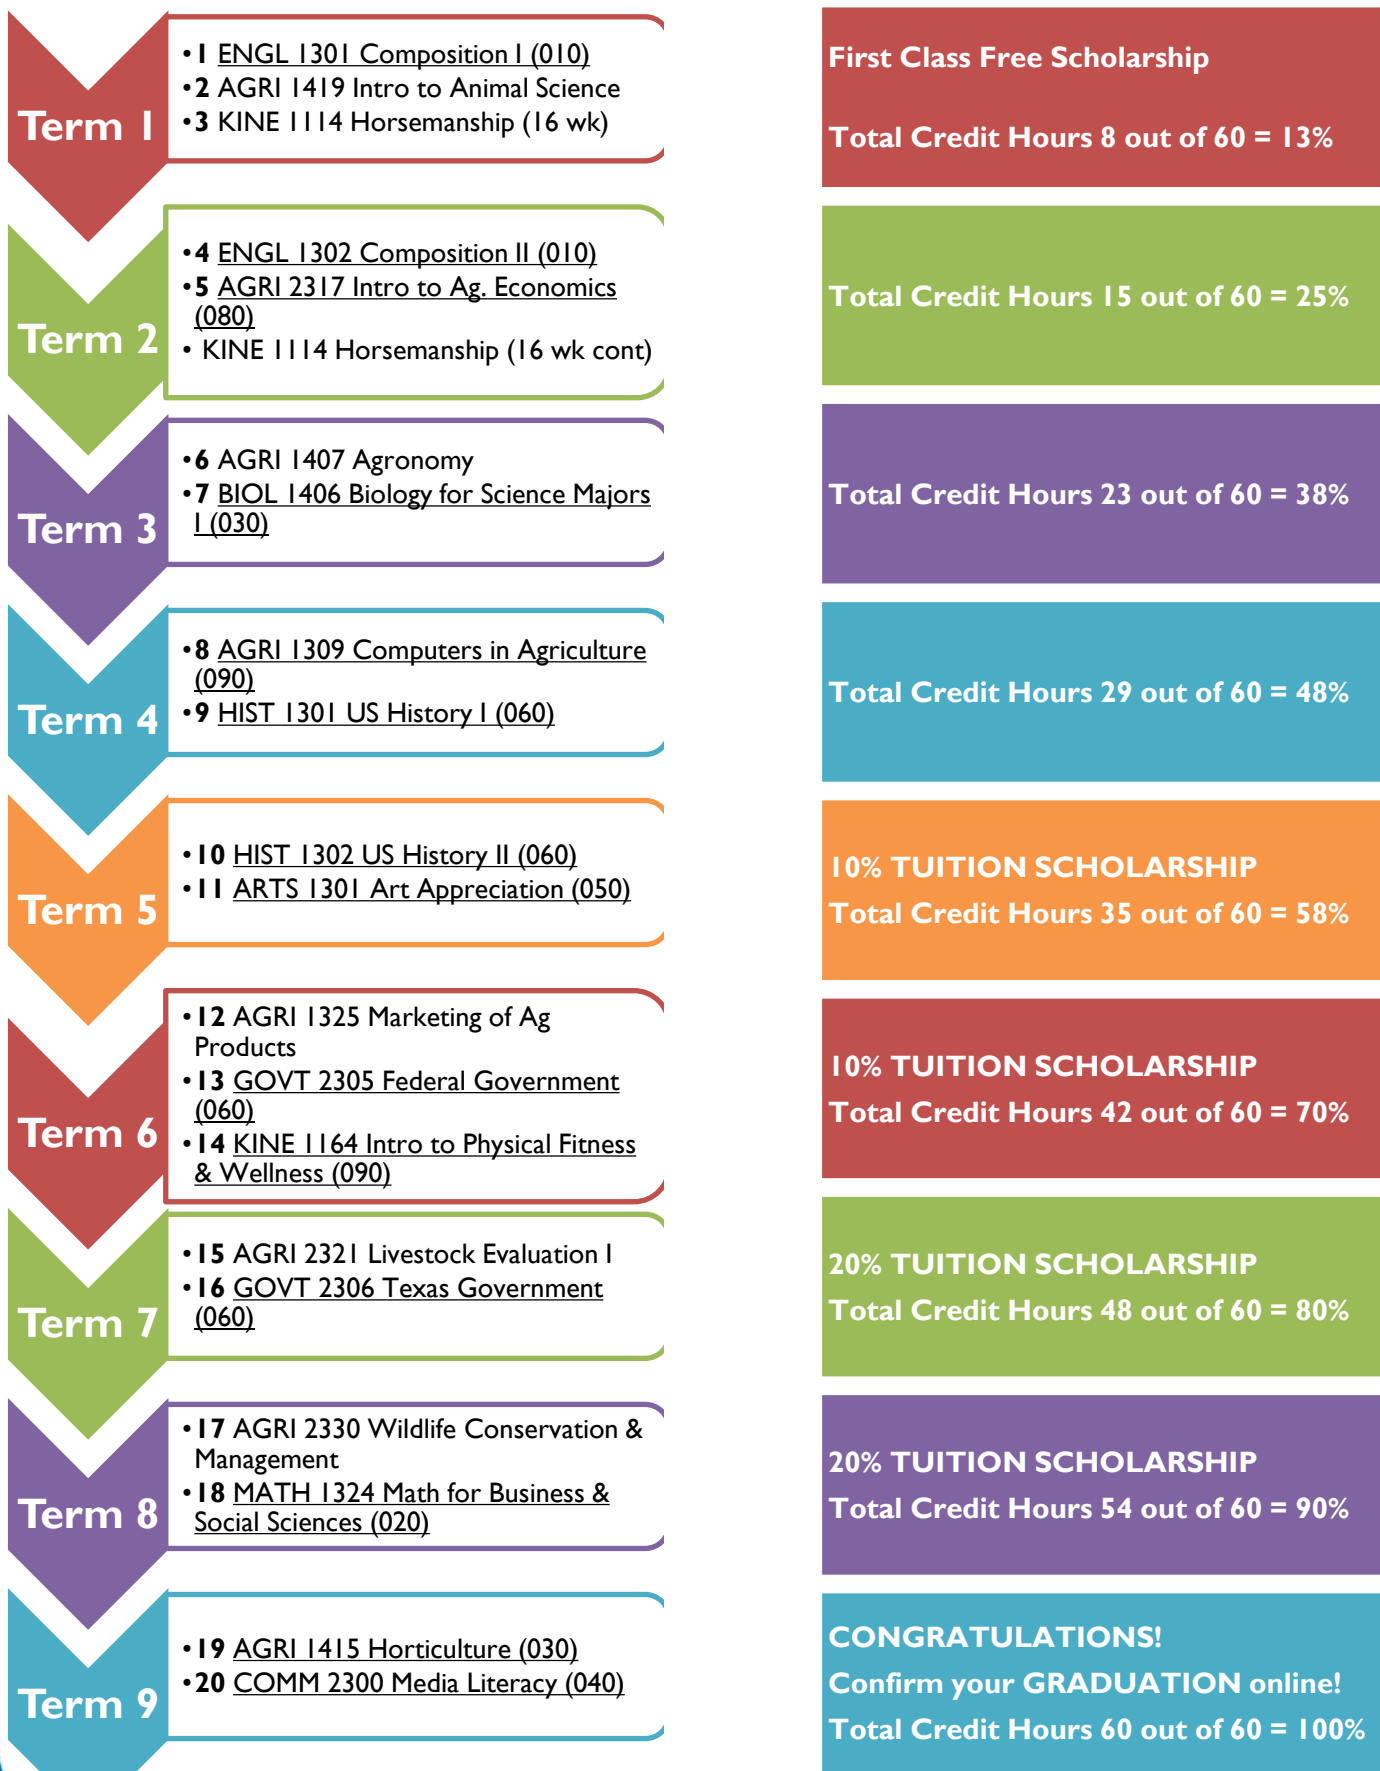 Term 1
• 1 ENGL 1301 Composition I (010)
• 2 AGRI 1419 Intro to Animal Science
• 3 KINE 1114 Horsemanship (16 wk)
First Class Free Scholarship
Total Credit Hours 8 out of 60 = 13%
Term 2
• 4 ENGL 1302 Composition II (010)
• 5 AGRI 2317 Intro to Ag. Economics
(080)
• KINE 1114 Horsemanship (16 wk cont)
Total Credit Hours 15 out of 60 = 25%
Term 3
• 6 AGRI 1407 Agronomy
• 7 BIOL 1406 Biology for Science Majors
I (030)
Total Credit Hours 23 out of 60 = 38%
Term 4
• 8 AGRI 1309 Computers in Agriculture
(090)
• 9 HIST 1301 US History I (060)
Total Credit Hours 29 out of 60 = 48%
Term 5
• 10 HIST 1302 US History II (060)
• 11 ARTS 1301 Art Appreciation (050)
10% TUITION SCHOLARSHIP
Total Credit Hours 35 out of 60 = 58%
Term 6
• 12 AGRI 1325 Marketing of Ag
Products
• 13 GOVT 2305 Federal Government
(060)
• 14 KINE 1164 Intro to Physical Fitness
& Wellness (090)
10% TUITION SCHOLARSHIP
Total Credit Hours 42 out of 60 = 70%
Term 7
• 15 AGRI 2321 Livestock Evaluation I
• 16 GOVT 2306 Texas Government
(060)
20% TUITION SCHOLARSHIP
Total Credit Hours 48 out of 60 = 80%
Term 8
• 17 AGRI 2330 Wildlife Conservation &
Management
• 18 MATH 1324 Math for Business &
Social Sciences (020)
20% TUITION SCHOLARSHIP
Total Credit Hours 54 out of 60 = 90%
Term 9
• 19 AGRI 1415 Horticulture (030)
• 20 COMM 2300 Media Literacy (040)
CONGRATULATIONS!
Confirm your GRADUATION online!
Total Credit Hours 60 out of 60 = 100%